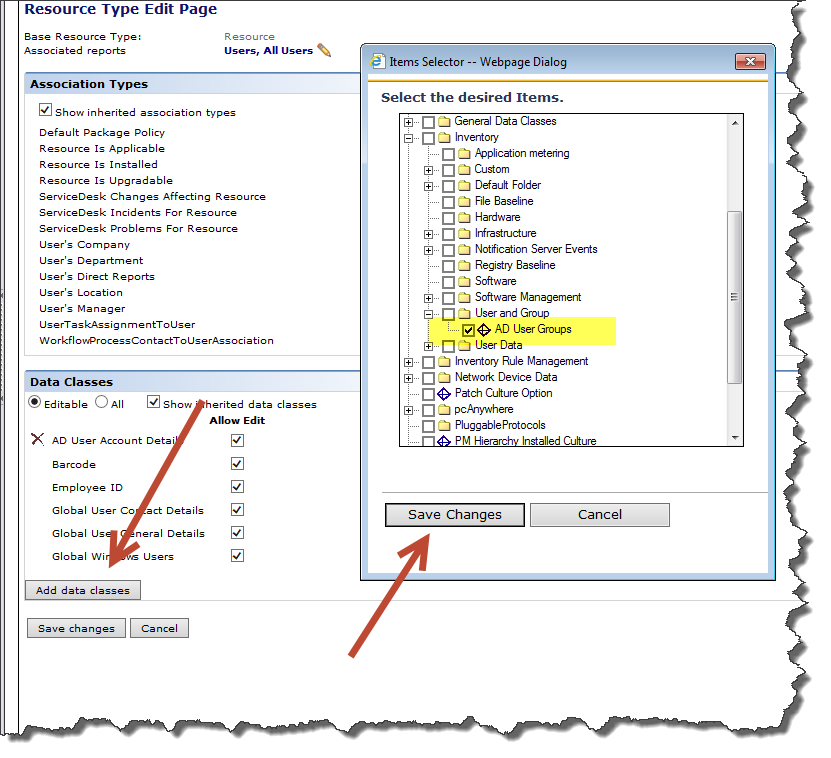 Resource Type Edit Page
Base Resource Type: Resource
Associated reports Users, All Users
Association Types
Show inherited association types
Default Package Policy
Resource Is Applicable
Resource Is Installed
Resource Is Upgradable
ServiceDesk Changes Affecting Resource
ServiceDesk Incidents For Resource
ServiceDesk Problems For Resource
User's Company
User's Department
User's Direct Reports
User's Location
User's Manager
UserTaskAssignmentToUser
WorkflowProcessContactToUserAssociation
Data Classes
Editable All Show inherited data classes
Allow Edit
AD User Account Details
Barcode
Employee ID
Global User Contact Details
Global User General Details
Global Windows Users
Add data classes
Save changes Cancel
Items Selector -- Webpage Dialog
Select the desired Items.
General Data Classes
Inventory
Application metering
Custom
Default Folder
File Baseline
Hardware
Infrastructure
Notification Server Events
Registry Baseline
Software
Software Management
User and Group
AD User Groups
User Data
Inventory Rule Management
Network Device Data
Patch Culture Option
pcAnywhere
PluggableProtocols
PM Hierarchy Installed Culture
Save Changes Cancel